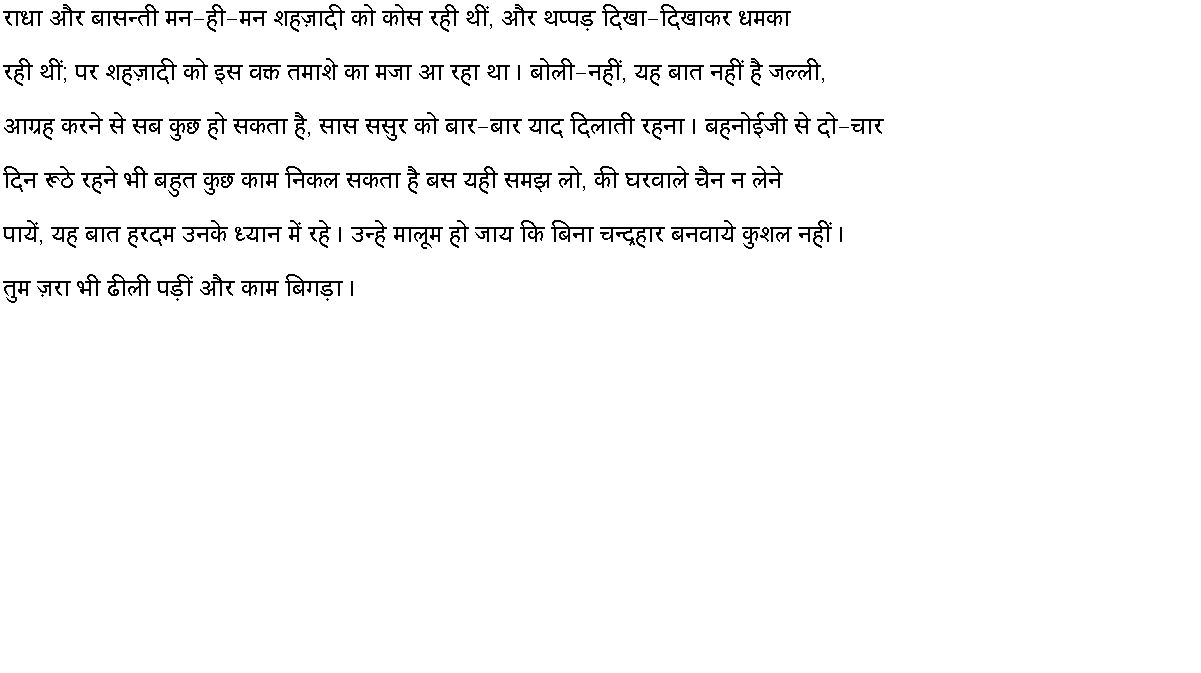 राधा और बासन्ती मन-ही-मन शहज़ादी को कोस रही थीं, और थप्पड़ दिखा-दिखाकर धमका
रही थीं; पर शहज़ादी को इस वक्त तमाशे का मजा आ रहा था। बोली-नहीं, यह बात नहीं है जल्ली,
आग्रह करने से सब कुछ हो सकता है, सास ससुर को बार-बार याद दिलाती रहना। बहनोईजी से दो-चार
दिन रूठे रहने भी बहुत कुछ काम निकल सकता है बस यही समझ लो, की घरवाले चैन न लेने
पायें, यह बात हरदम उनके ध्यान में रहे। उन्हे मालूम हो जाय कि बिना चन्द्रहार बनवाये कुशल नहीं।
तुम ज़रा भी ढीली पड़ीं और काम बिगड़ा।